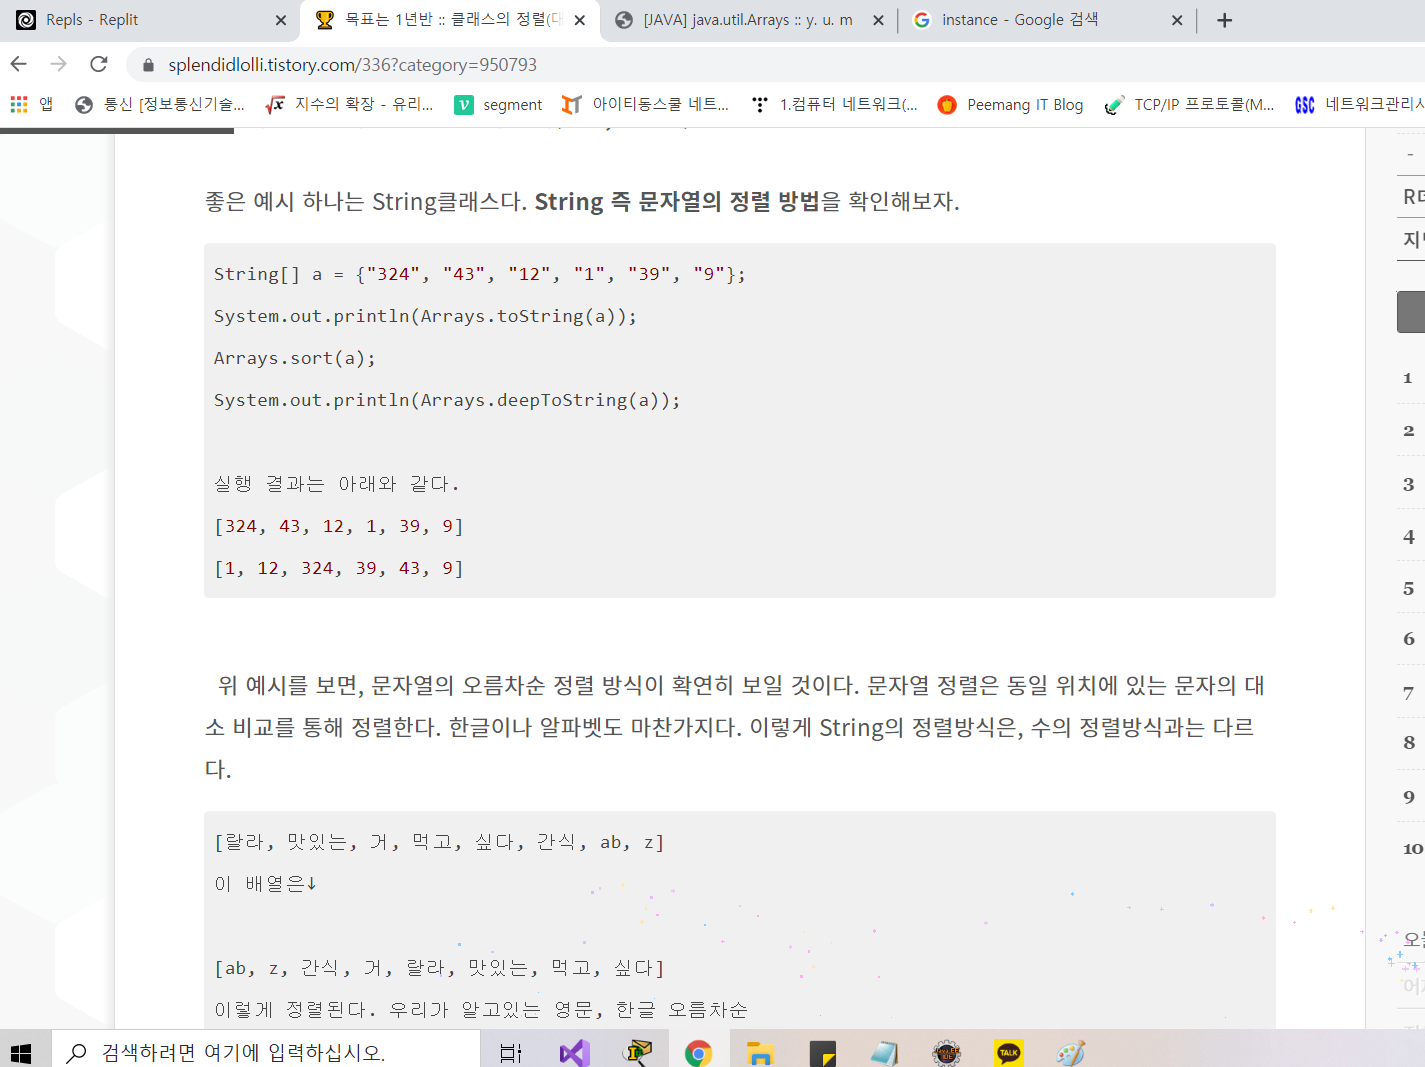 Repls - Replit
목표는 1년반 :: 클래스의 정렬(대
[JAVA] java.util.Arrays :: y. u. m
instance - Google 검색
splendidlolli.tistory.com/336?category=950793
앱
통신 [정보통신기술...
지수의 확장 - 유리...
segment
아이티동스쿨 네트...
1.컴퓨터 네트워크(...
Peemang IT Blog
TCP/IP 프로토콜(M...
네트워크관리사
좋은 예시 하나는 String클래스다. String 즉 문자열의 정렬 방법을 확인해보자.
String[] a = {"324", "43", "12", "1", "39", "9"};
System.out.println(Arrays.toString(a));
Arrays.sort(a);
System.out.println(Arrays.deepToString(a));
실행 결과는 아래와 같다.
[324, 43, 12, 1, 39, 9]
[1, 12, 324, 39, 43, 9]
위 예시를 보면, 문자열의 오름차순 정렬 방식이 확연히 보일 것이다. 문자열 정렬은 동일 위치에 있는 문자의 대
소 비교를 통해 정렬한다. 한글이나 알파벳도 마찬가지다. 이렇게 String의 정렬방식은, 수의 정렬방식과는 다르
다.
[랄라, 맛있는, 거, 먹고, 싶다, 간식, ab, z]
이 배열은↓
[ab, z, 간식, 거, 랄라, 맛있는, 먹고, 싶다]
이렇게 정렬된다. 우리가 알고있는 영문, 한글 오름차순
-
1
2
3
4
5
6
7
8
9
10
검색하려면 여기에 입력하십시오.
TALK